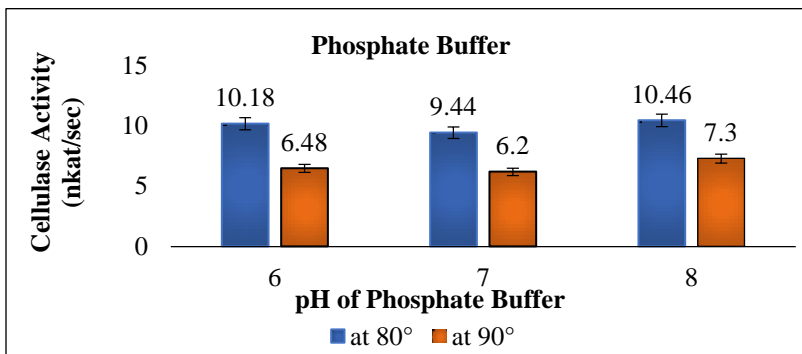 Phosphate Buffer
Cellulase Activity
(nkat/sec)
15
10
5
0
10.18
6.48
9.44
6.2
10.46
7.3
6
7
8
pH of Phosphate Buffer
at 80°
at 90°